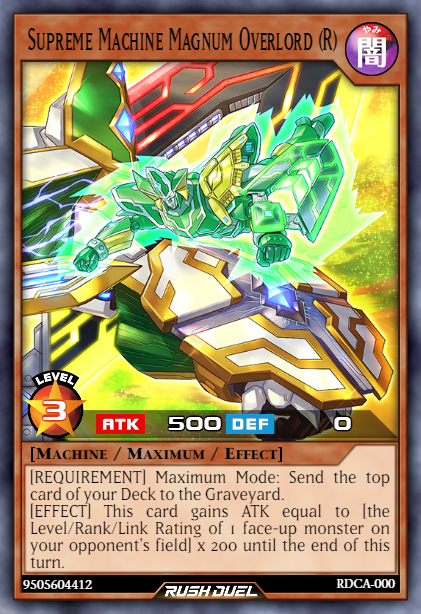 Supreme Machine Magnum Overlord (R)
やみ
闇
LEVEL
3
ATK 500 DEF 0
[Machine / Maximum / Effect]
[REQUIREMENT] Maximum Mode: Send the top
card of your Deck to the Graveyard.
[EFFECT] This card gains ATK equal to [the
Level/Rank/Link Rating of 1 face-up monster on
your opponent's field] x 200 until the end of this
turn.
9505604412
RUSH DUEL
RDCA-000